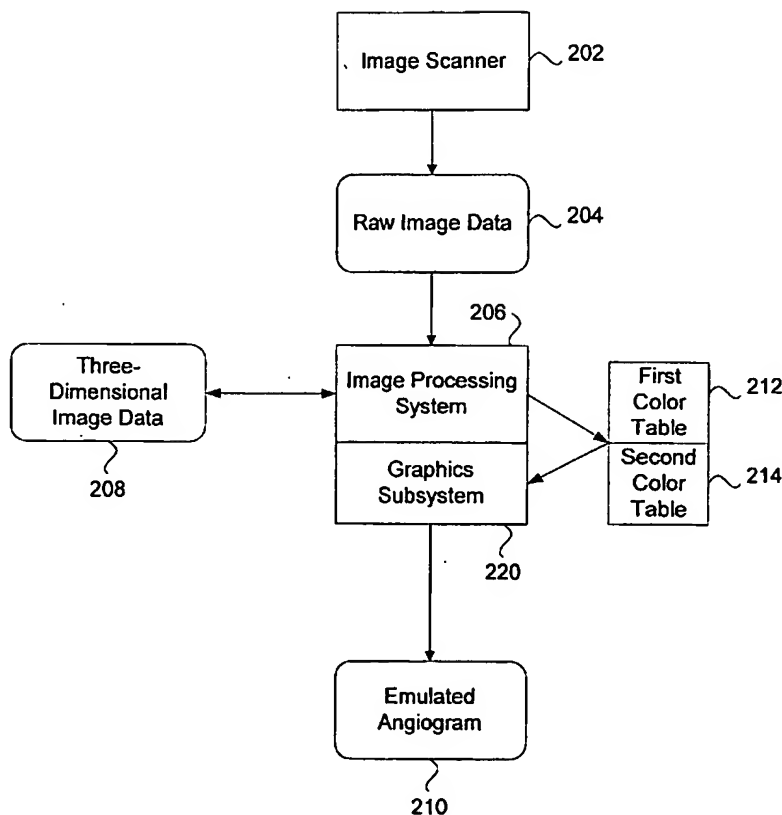 Image Scanner
202
Raw Image Data
204
206
Three-
Dimensional
Image Data
208
Image Processing
System
Graphics
Subsystem
220
First
Color
Table
212
Second
Color
Table
214
Emulated
Angiogram
210